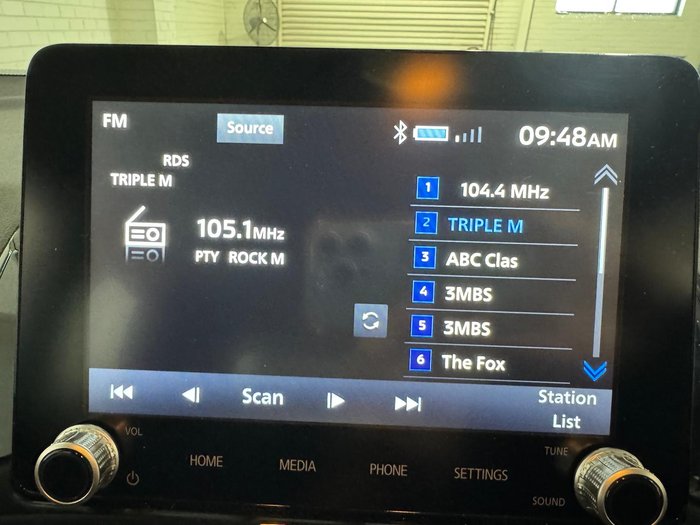 FM
Source
09:48AM
RDS
TRIPLE M
105.1MHz
PTY ROCK M
1 104.4 MHz
2 TRIPLE M
3 ABC Clas
4 3MBS
5 3MBS
6 The Fox
Scan
Station
List
VOL
HOME
MEDIA
PHONE
SETTINGS
TUNE
SOUND